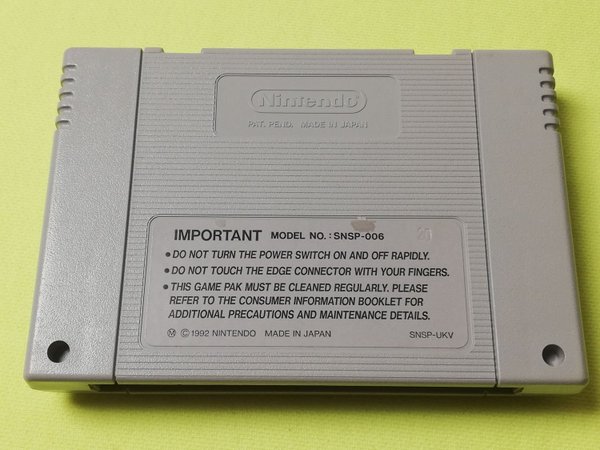 Nintendo
PAT. PEND. MADE IN JAPAN
IMPORTANT MODEL NO.: SNSP-006
• DO NOT TURN THE POWER SWITCH ON AND OFF RAPIDLY.
• DO NOT TOUCH THE EDGE CONNECTOR WITH YOUR FINGERS.
• THIS GAME PAK MUST BE CLEANED REGULARLY. PLEASE
REFER TO THE CONSUMER INFORMATION BOOKLET FOR
ADDITIONAL PRECAUTIONS AND MAINTENANCE DETAILS.
Ⓜ © 1992 NINTENDO MADE IN JAPAN SNSP-UKV